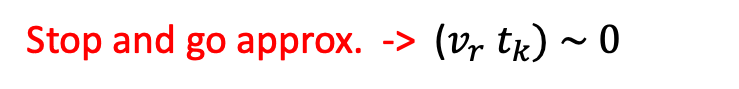 Stop and go approx. -> (v_r t_k) ~ 0